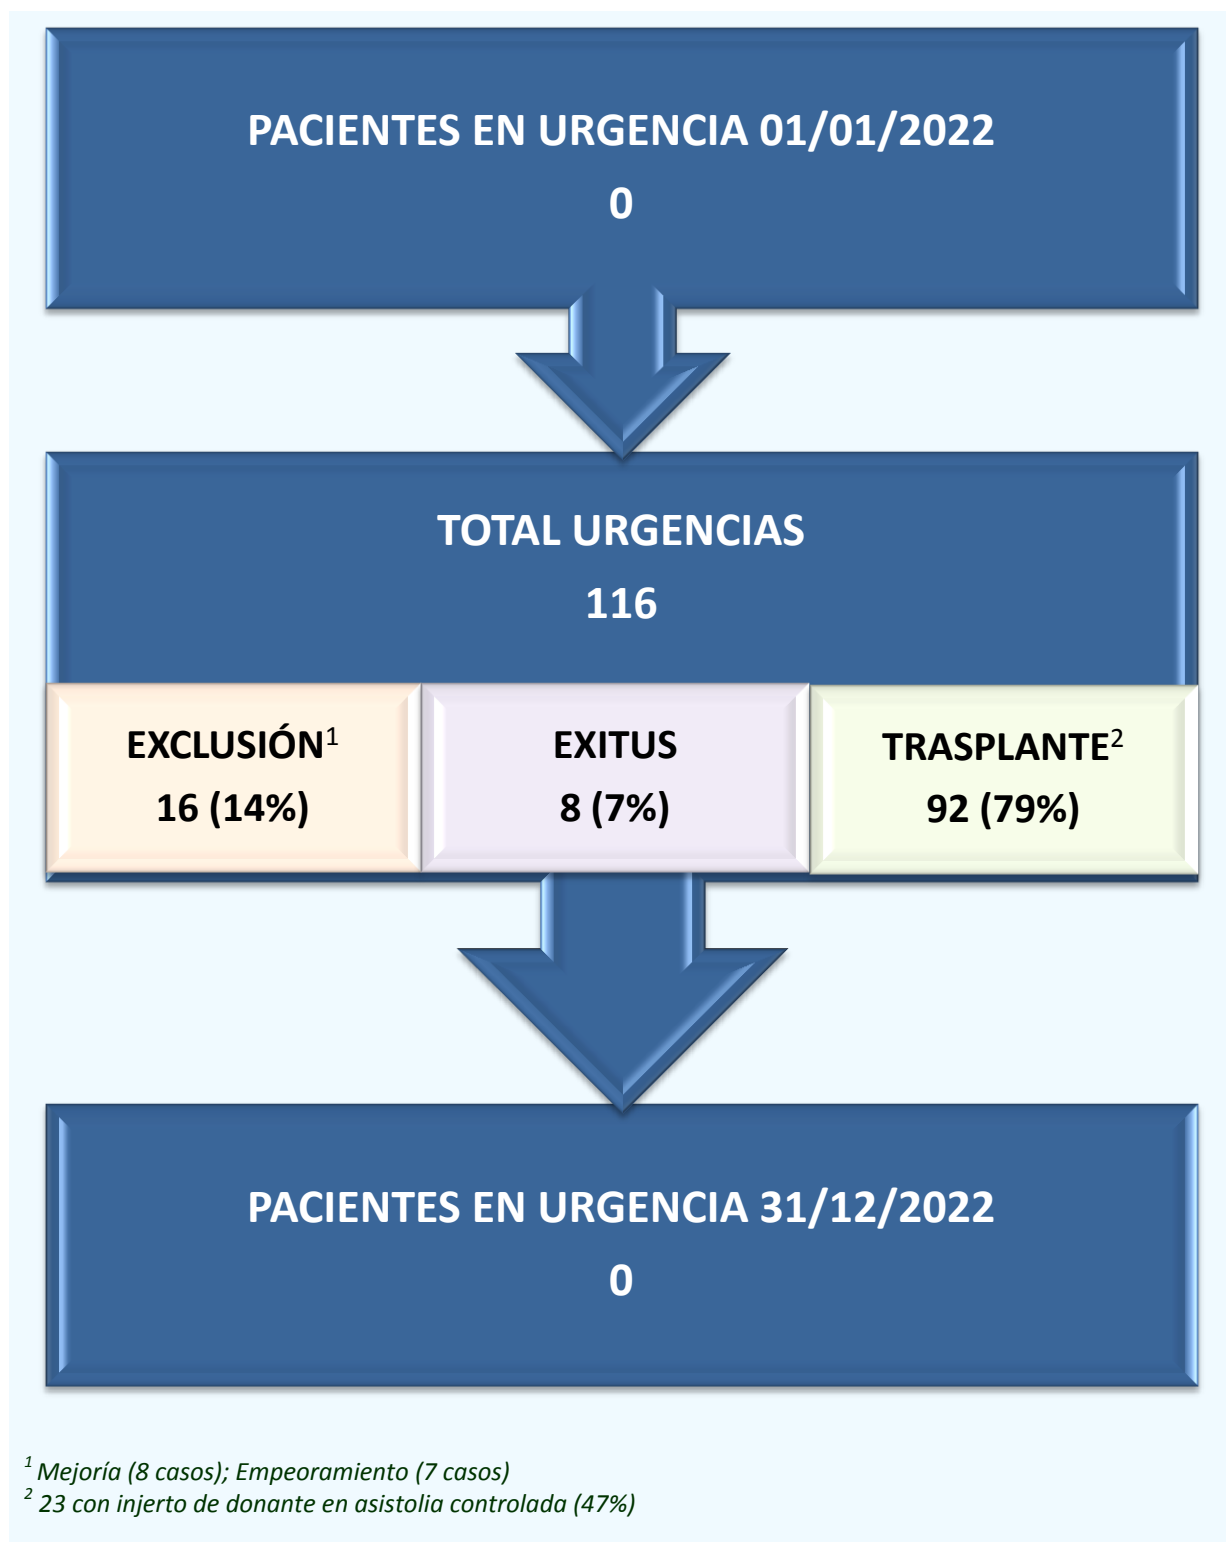 PACIENTES EN URGENCIA 01/01/2022
0
TOTAL URGENCIAS
116
EXCLUSIÓN¹
16 (14%)
EXITUS
8 (7%)
TRASPLANTE²
92 (79%)
PACIENTES EN URGENCIA 31/12/2022
0
¹ Mejoría (8 casos); Empeoramiento (7 casos)
² 23 con injerto de donante en asistolia controlada (47%)